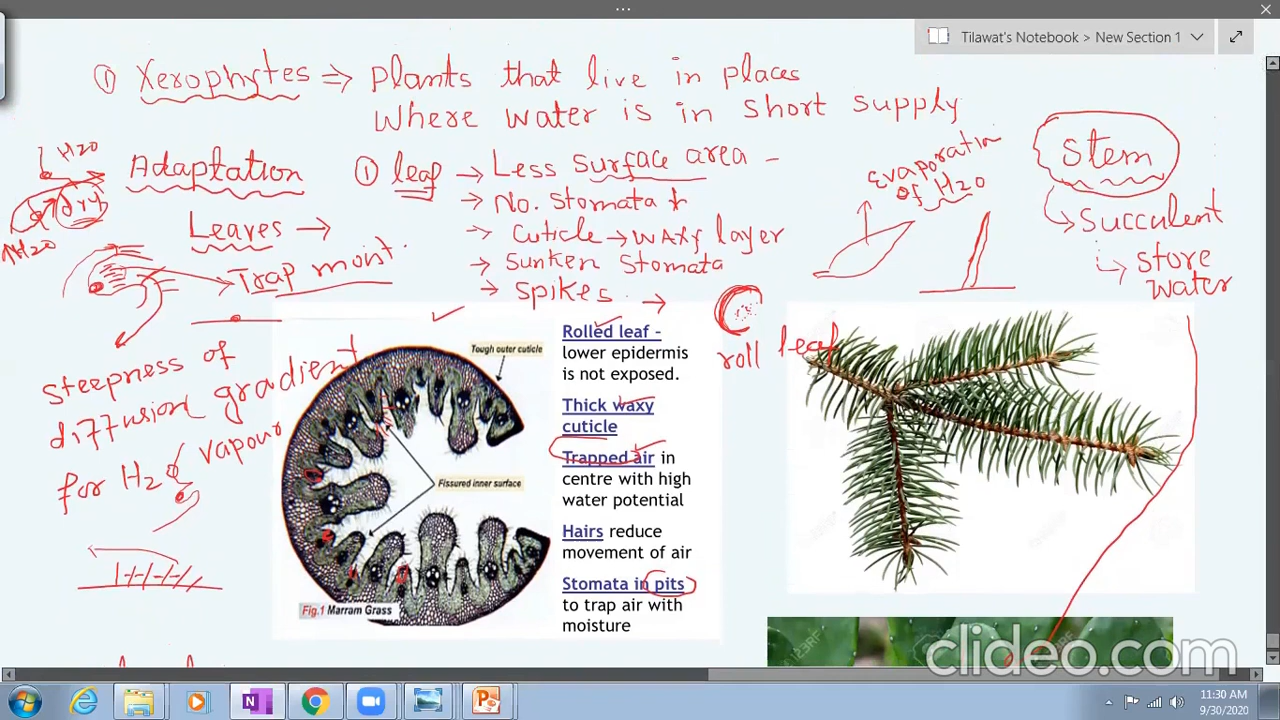 Tilawat's Notebook > New Section 1
① Xerophytes ⇒ Plants that live in places
where water is in short supply
H2O
dry
H2O
Adaptation
Leaves →
Trap moist
① leaf → Less surface area -
→ No. Stomata ↓
→ Cuticle → waxy layer
→ Sunken Stomata
→ Spikes. →
roll leaf
Evaporation
of H2O
Stem
Succulent
store
water
steepness of
diffusion gradient
for H2O vapour
Tough outer cuticle
Fissured inner surface
Fig.1 Marram Grass
Rolled leaf -
lower epidermis
is not exposed.
Thick waxy
cuticle
Trapped air in
centre with high
water potential
Hairs reduce
movement of air
Stomata in pits
to trap air with
moisture
clideo.com
11:30 AM
9/30/2020